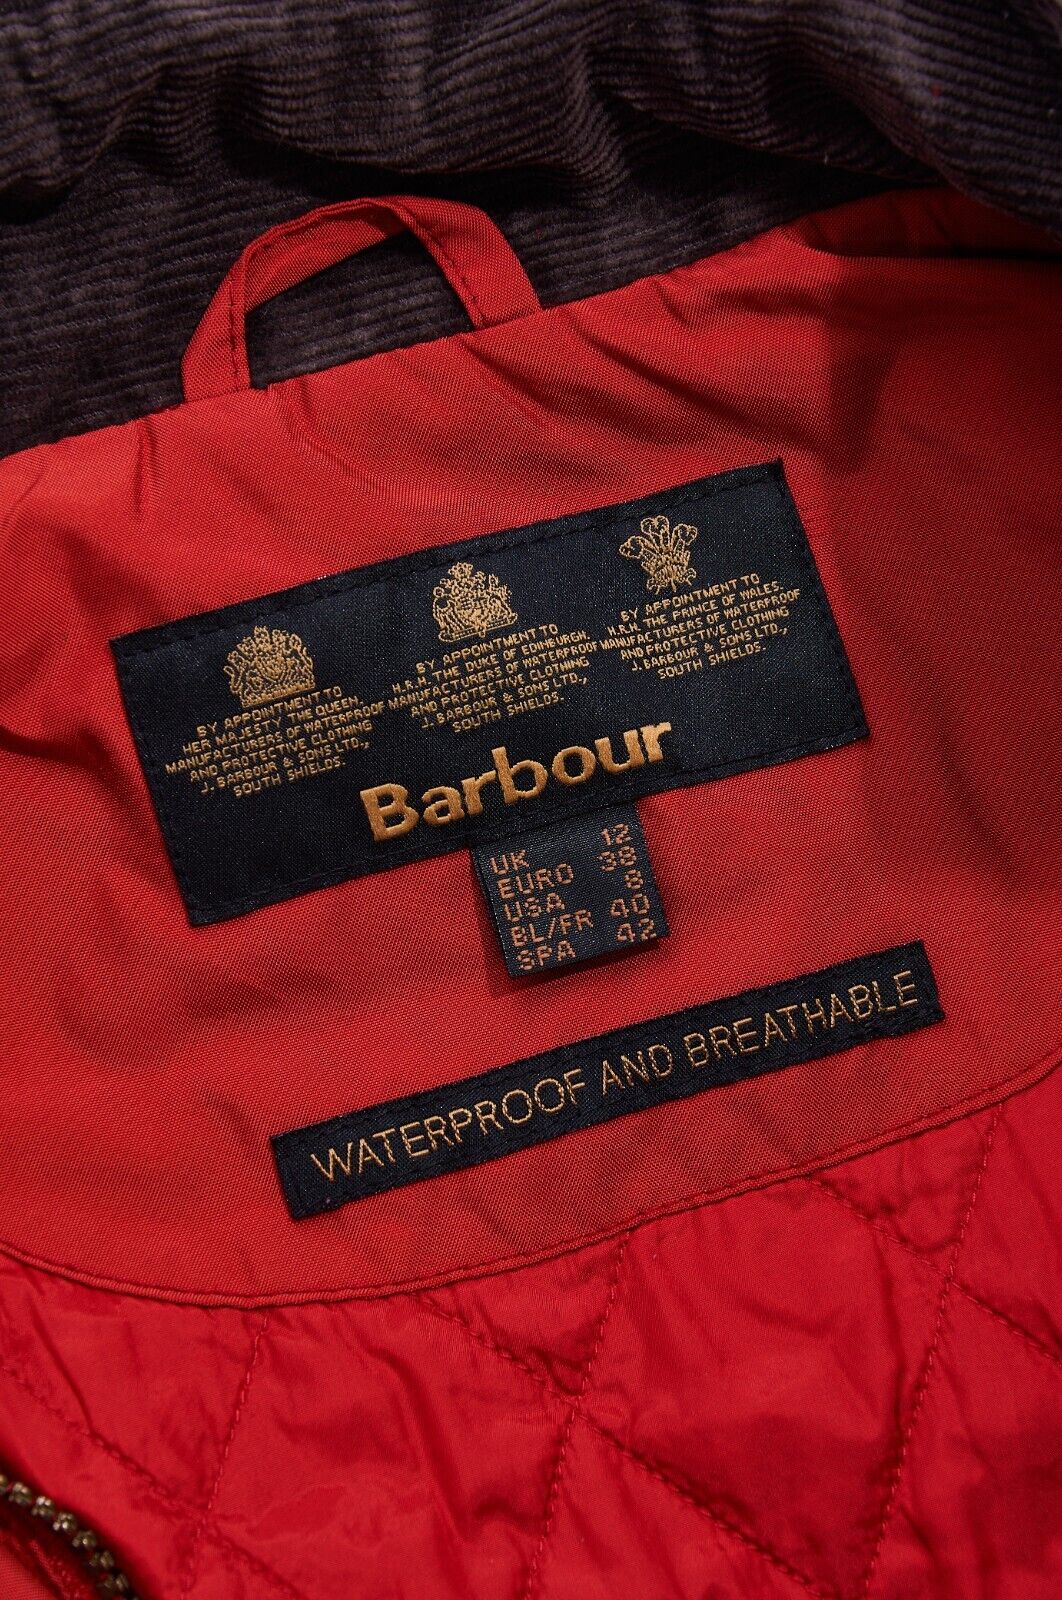 BY APPOINTMENT TO
HER MAJESTY THE QUEEN.
MANUFACTURERS OF WATERPROOF
AND PROTECTIVE CLOTHING
J. BARBOUR & SONS LTD.,
SOUTH SHIELDS.
BY APPOINTMENT TO
H.R.H. THE DUKE OF EDINBURGH.
MANUFACTURERS OF WATERPROOF
AND PROTECTIVE CLOTHING
J. BARBOUR & SONS LTD.,
SOUTH SHIELDS.
BY APPOINTMENT TO
H.R.H. THE PRINCE OF WALES.
MANUFACTURERS OF WATERPROOF
AND PROTECTIVE CLOTHING
J. BARBOUR & SONS LTD.,
SOUTH SHIELDS.
Barbour
UK 12
EURO 38
USA 8
BL/FR 40
SPA 42
WATERPROOF AND BREATHABLE